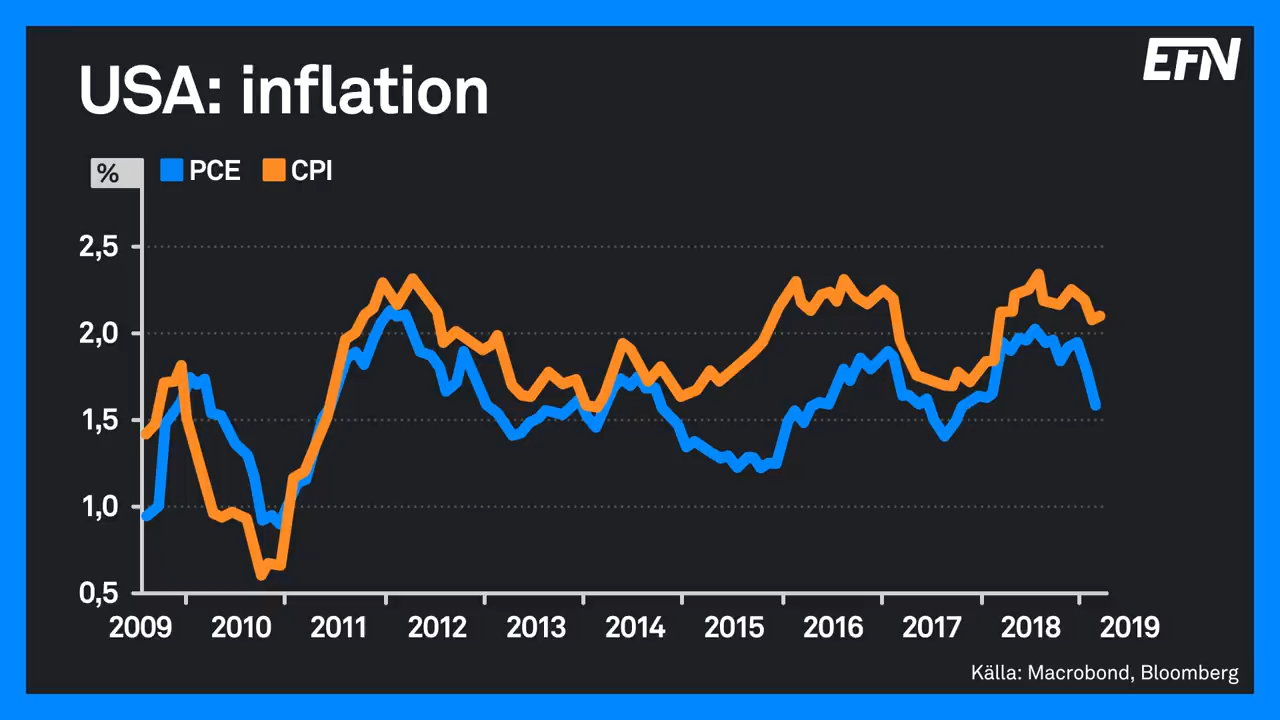 EFN
USA: inflation
% PCE CPI
2,5
2,0
1,5
1,0
0,5
2009 2010 2011 2012 2013 2014 2015 2016 2017 2018 2019
Källa: Macrobond, Bloomberg